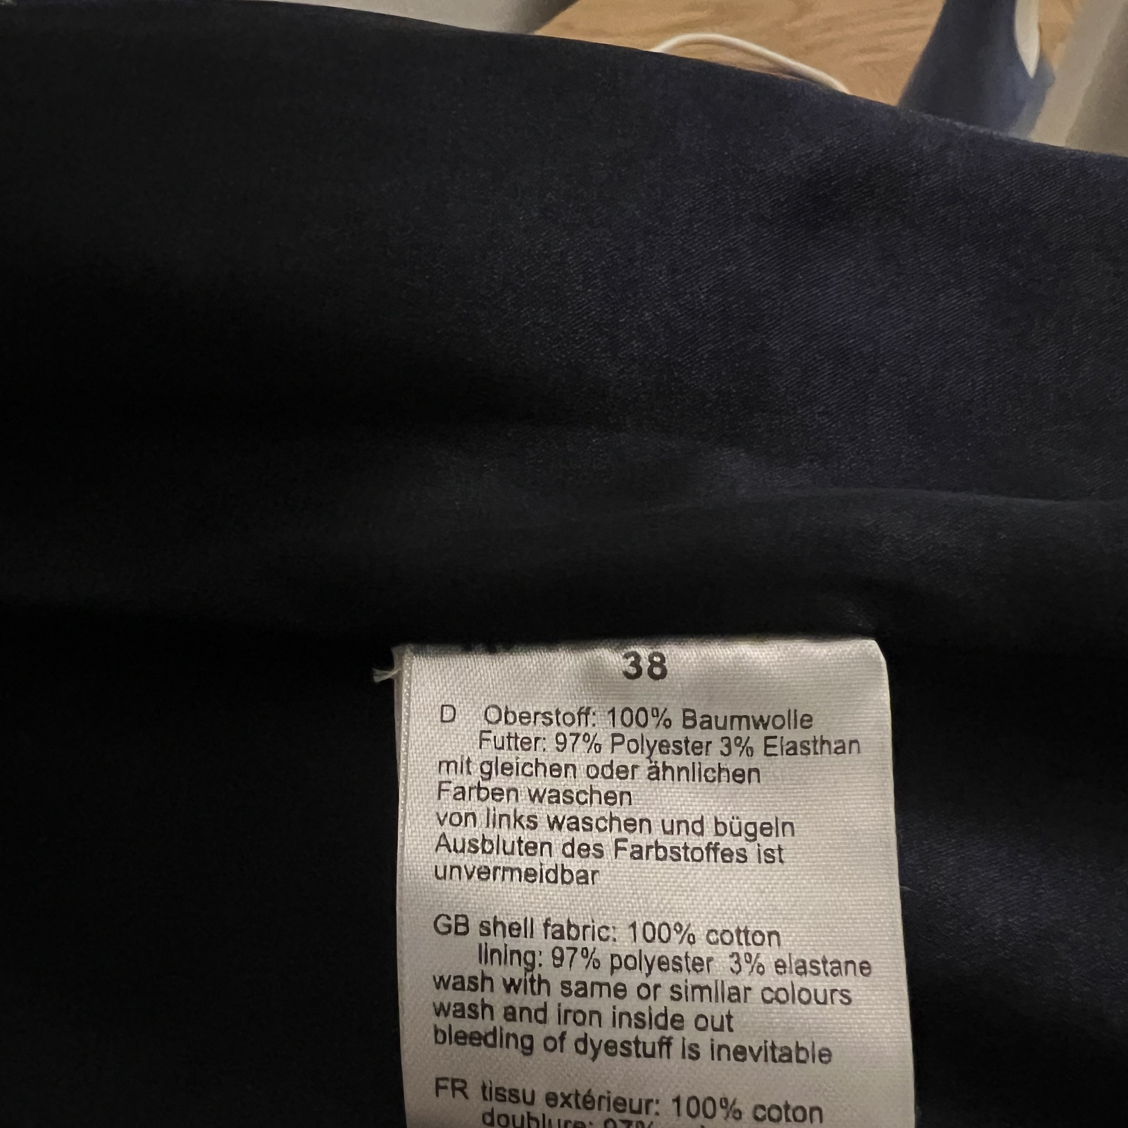 38
D Oberstoff: 100% Baumwolle
Futter: 97% Polyester 3% Elasthan
mit gleichen oder ähnlichen
Farben waschen
von links waschen und bügeln
Ausbluten des Farbstoffes ist
unvermeidbar
GB shell fabric: 100% cotton
lining: 97% polyester 3% elastane
wash with same or similar colours
wash and iron inside out
bleeding of dyestuff is inevitable
FR tissu extérieur: 100% coton
doublure: 97%